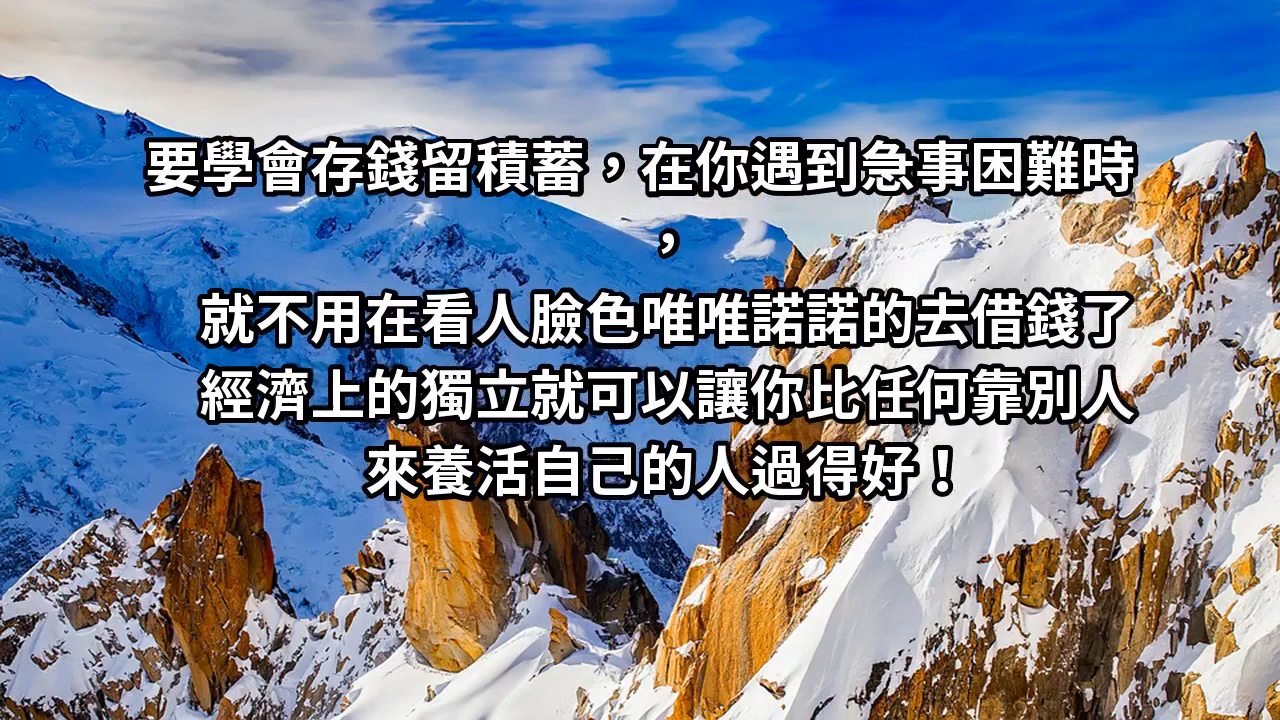 要學會存錢留積蓄，在你遇到急事困難時
，
就不用在看人臉色唯唯諾諾的去借錢了
經濟上的獨立就可以讓你比任何靠別人
來養活自己的人過得好！